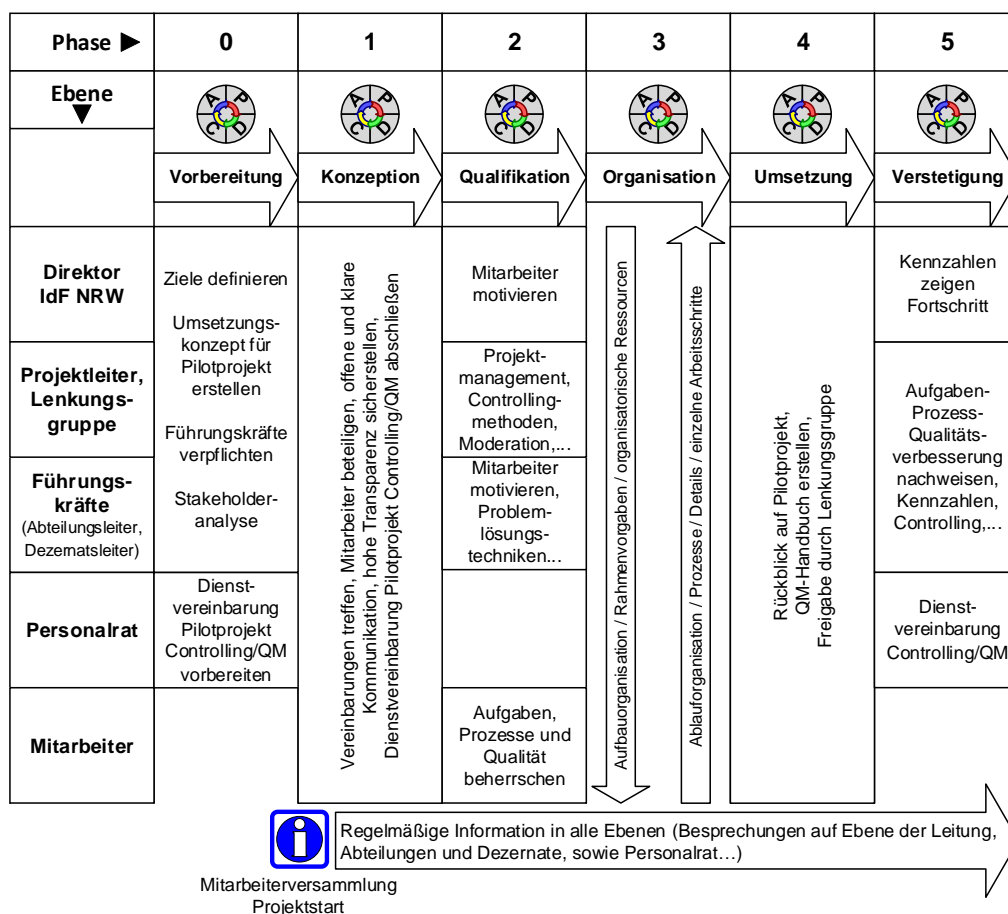 Phase ▶ 0 1 2 3 4 5
Ebene
▼
A P D C
A P D C
A P D C
A P D C
A P D C
A P D C
Vorbereitung
Konzeption
Qualifikation
Organisation
Umsetzung
Verstetigung
Direktor
IdF NRW
Projektleiter,
Lenkungs-
gruppe
Führungs-
kräfte
(Abteilungsleiter,
Dezernatsleiter)
Personalrat
Mitarbeiter
Ziele definieren
Umsetzungs-
konzept für
Pilotprojekt
erstellen
Führungskräfte
verpflichten
Stakeholder-
analyse
Dienst-
vereinbarung
Pilotprojekt
Controlling/QM
vorbereiten
Vereinbarungen treffen, Mitarbeiter beteiligen, offene und klare
Kommunikation, hohe Transparenz sicherstellen,
Dienstvereinbarung Pilotprojekt Controlling/QM abschließen
Mitarbeiter
motivieren
Projekt-
management,
Controlling-
methoden,
Moderation,...
Mitarbeiter
motivieren,
Problem-
lösungs-
techniken...
Aufgaben,
Prozesse und
Qualität
beherrschen
Aufbauorganisation / Rahmenvorgaben / organisatorische Ressourcen
Ablauforganisation / Prozesse / Details / einzelne Arbeitsschritte
Rückblick auf Pilotprojekt,
QM-Handbuch erstellen,
Freigabe durch Lenkungsgruppe
Kennzahlen
zeigen
Fortschritt
Aufgaben-
Prozess-
Qualitäts-
verbesserung
nachweisen,
Kennzahlen,
Controlling,...
Dienst-
vereinbarung
Controlling/QM
i
Regelmäßige Information in alle Ebenen (Besprechungen auf Ebene der Leitung,
Abteilungen und Dezernate, sowie Personalrat…)
Mitarbeiterversammlung
Projektstart